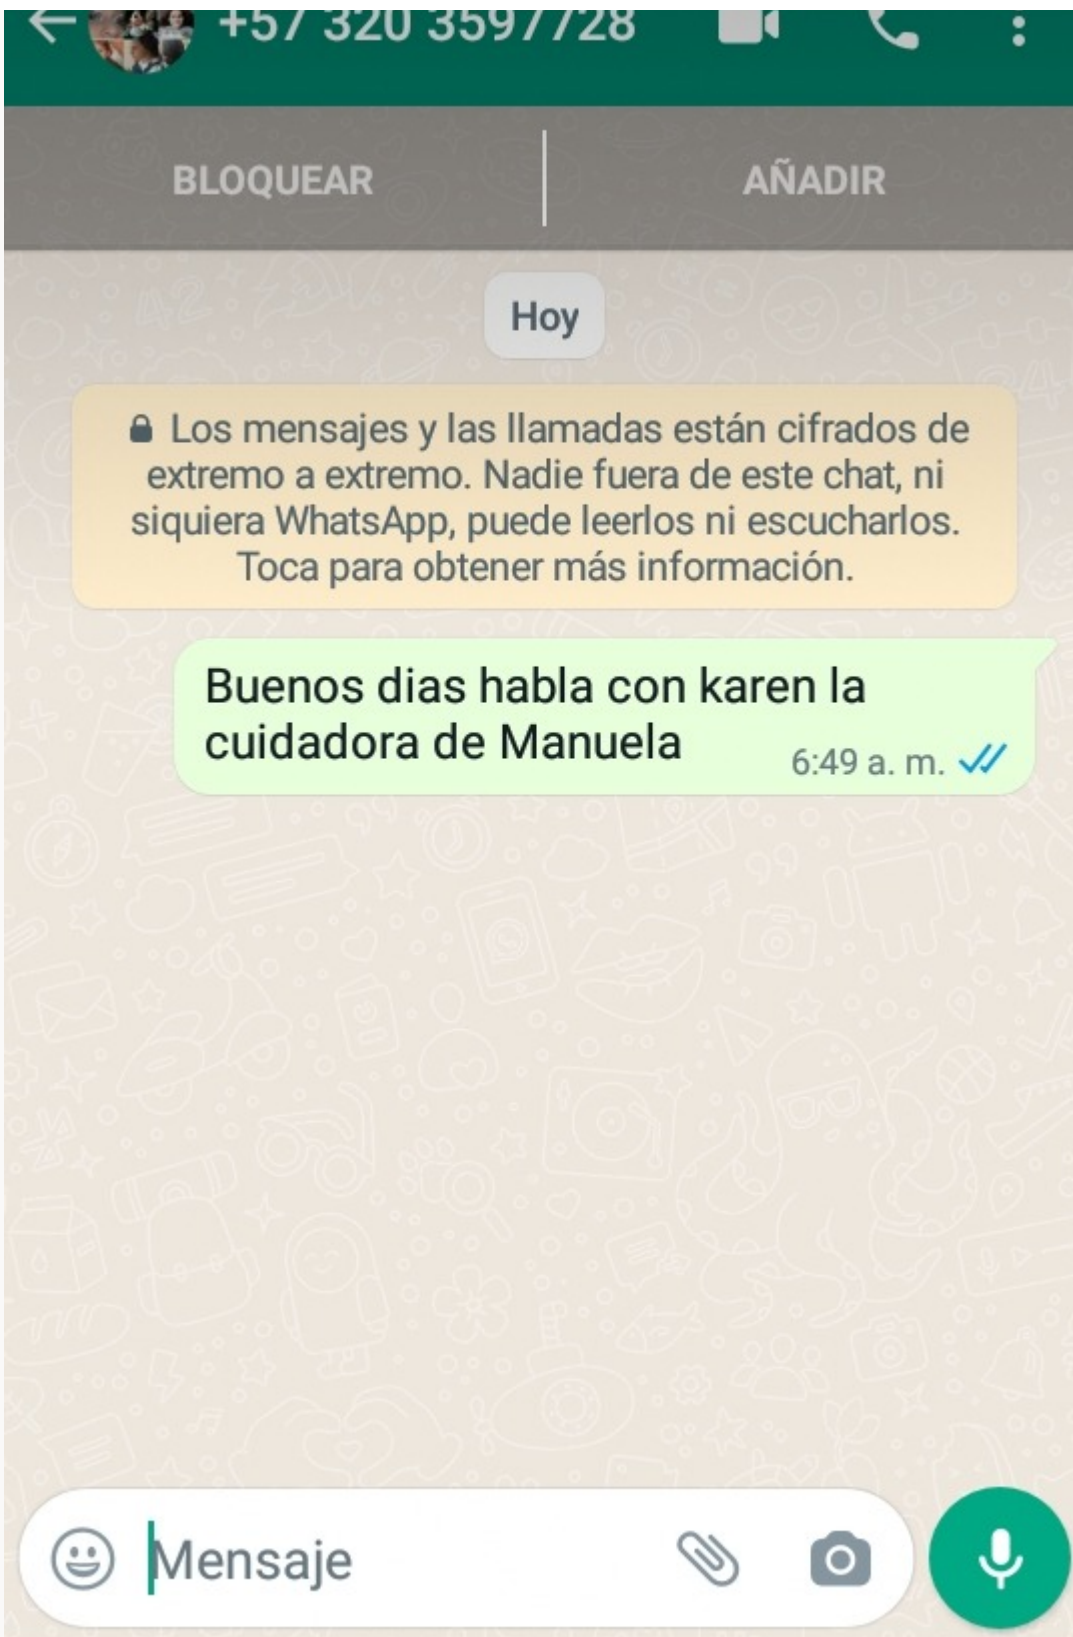 +57 320 3597728
BLOQUEAR
AÑADIR
Hoy
Los mensajes y las llamadas están cifrados de
extremo a extremo. Nadie fuera de este chat, ni
siquiera WhatsApp, puede leerlos ni escucharlos.
Toca para obtener más información.
Buenos dias habla con karen la
cuidadora de Manuela
6:49 a. m.
Mensaje